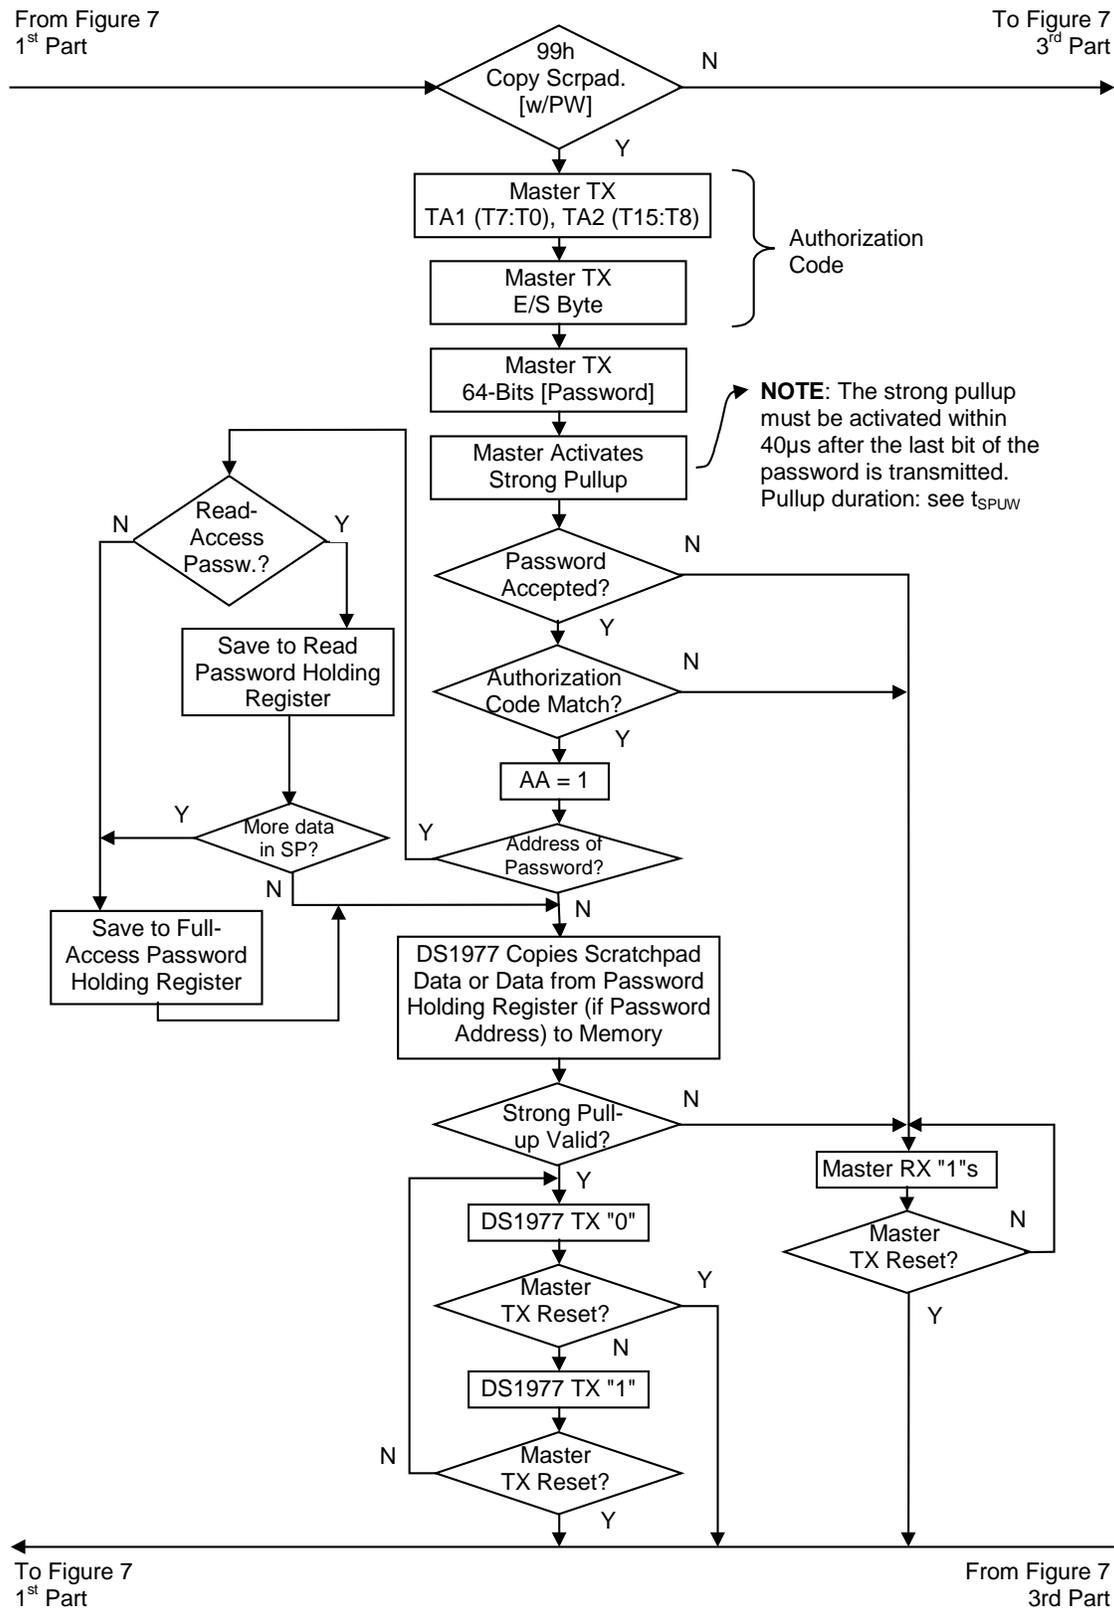 From Figure 7
1st Part
To Figure 7
3rd Part
99h
Copy Scrpad.
[w/PW]
N
Y
Master TX
TA1 (T7:T0), TA2 (T15:T8)
Authorization
Code
Master TX
E/S Byte
Master TX
64-Bits [Password]
NOTE: The strong pullup
must be activated within
40µs after the last bit of the
password is transmitted.
Pullup duration: see tSPUW
Master Activates
Strong Pullup
Read-
Access
Passw.?
N
Y
Password
Accepted?
N
Y
Save to Read
Password Holding
Register
Authorization
Code Match?
N
Y
AA = 1
More data
in SP?
Y
N
Address of
Password?
Y
N
Save to Full-
Access Password
Holding Register
DS1977 Copies Scratchpad
Data or Data from Password
Holding Register (if Password
Address) to Memory
Strong Pull-
up Valid?
N
Y
Master RX "1"s
DS1977 TX "0"
Master
TX Reset?
N
Y
Master
TX Reset?
Y
N
DS1977 TX "1"
Master
TX Reset?
N
Y
To Figure 7
1st Part
From Figure 7
3rd Part